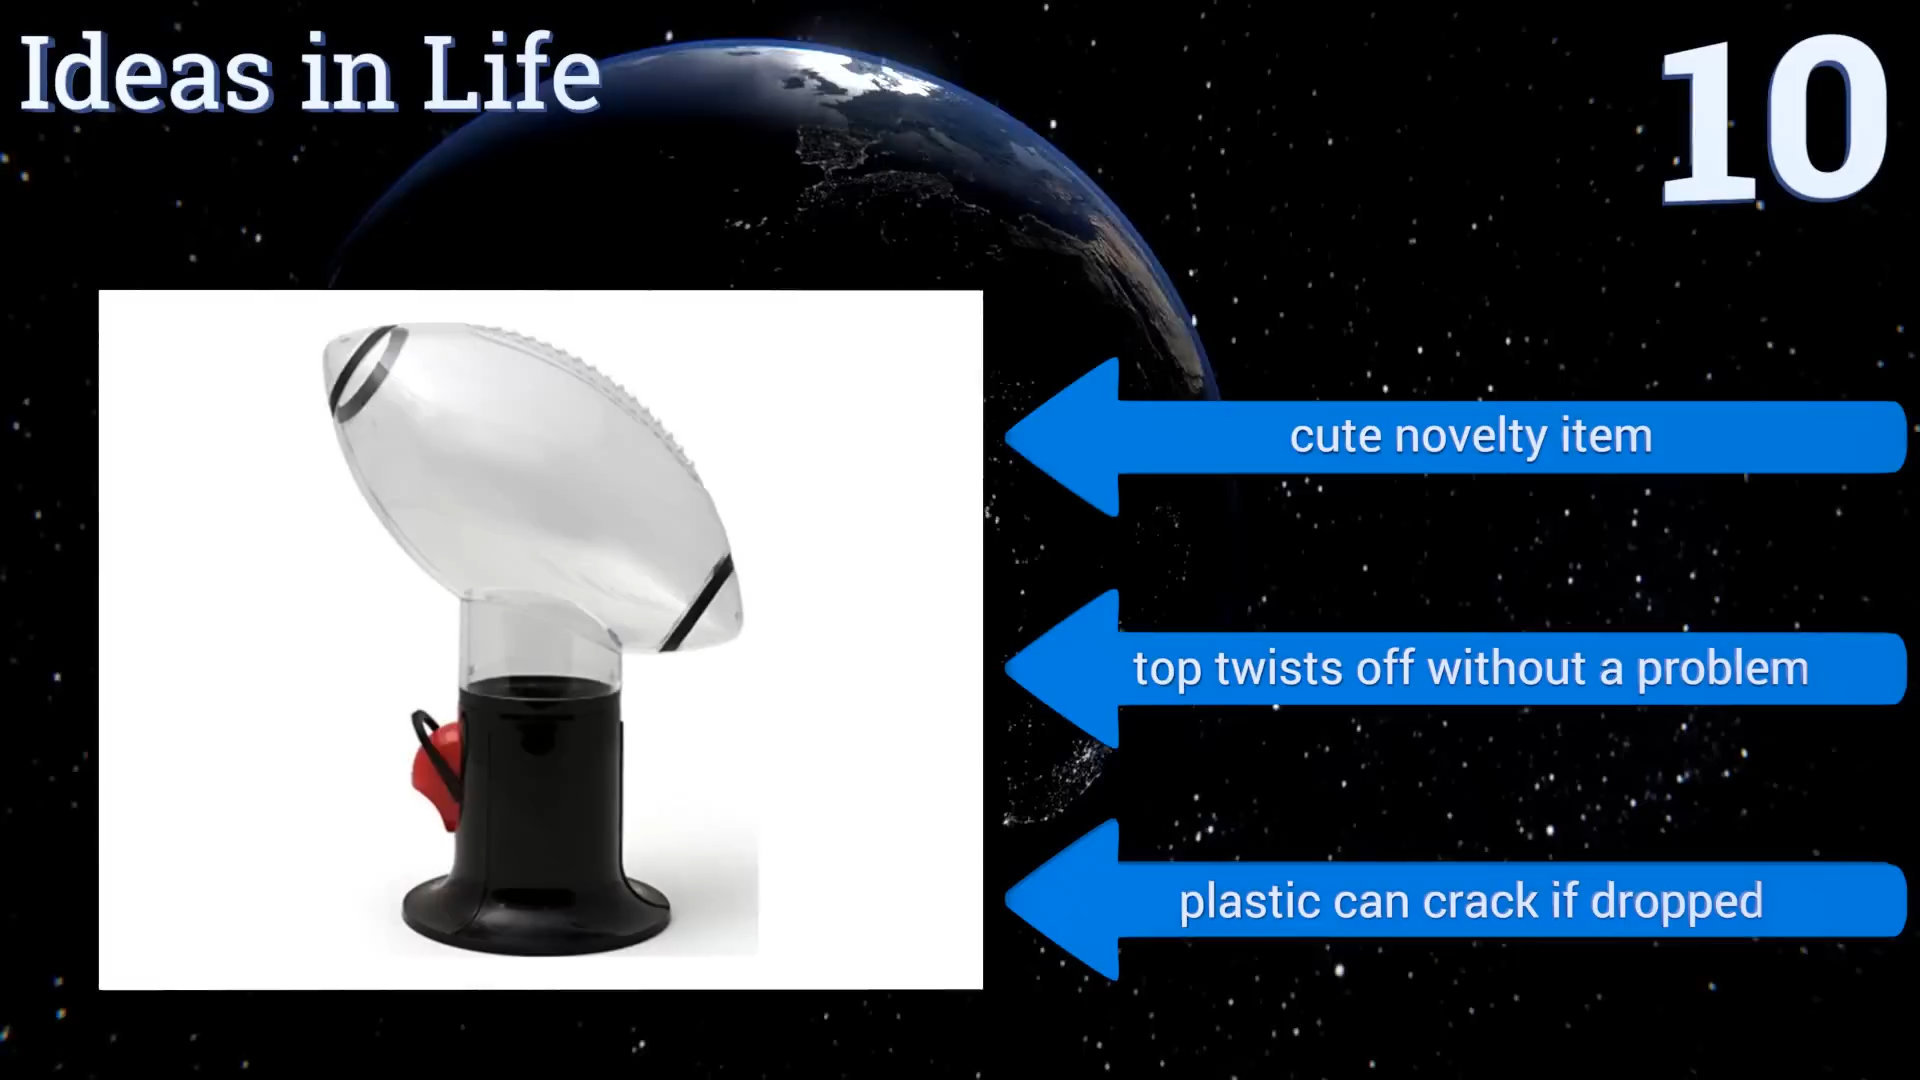 Ideas in Life
10
cute novelty item
top twists off without a problem
plastic can crack if dropped